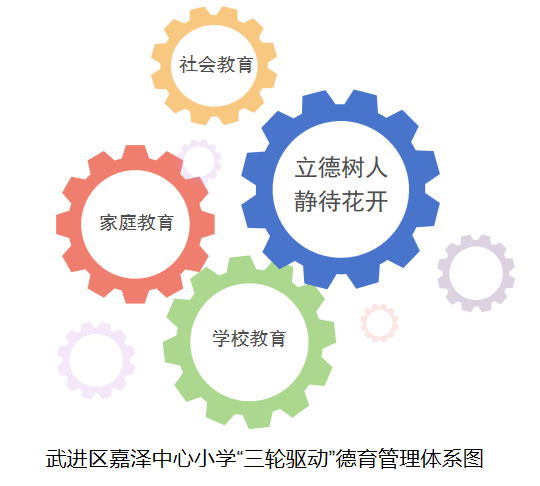 社会教育
立德树人
静待花开
家庭教育
学校教育
武进区嘉泽中心小学“三轮驱动”德育管理体系图